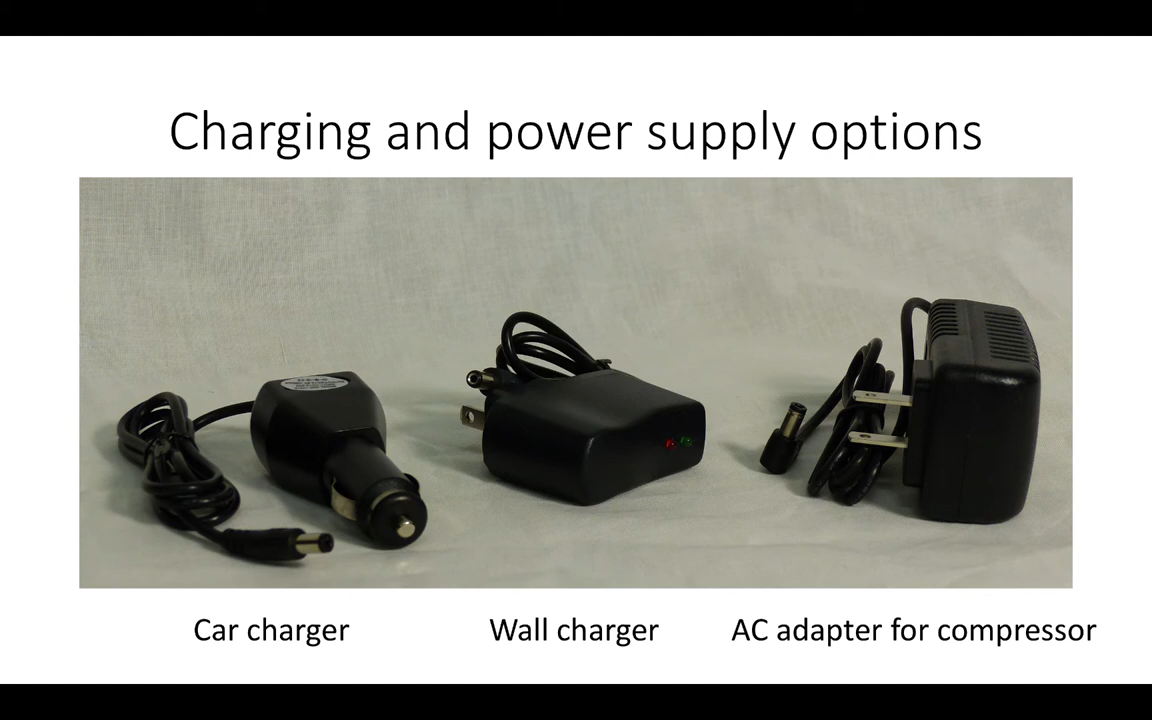 Charging and power supply options
Car charger
Wall charger
AC adapter for compressor